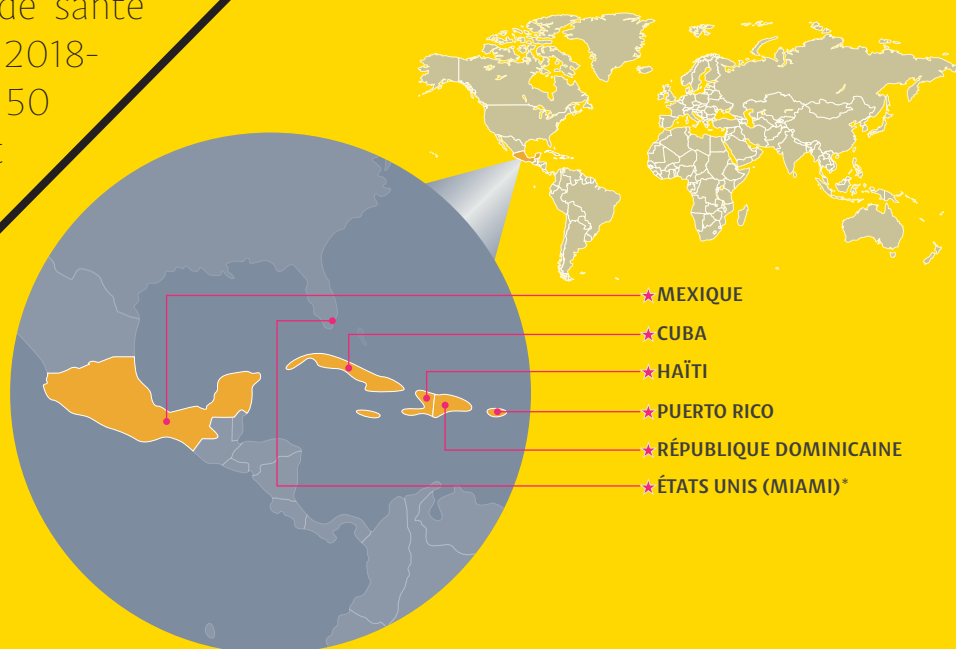 de santé
2018-
50
MEXIQUE
CUBA
HAÏTI
PUERTO RICO
RÉPUBLIQUE DOMINICAINE
ÉTATS UNIS (MIAMI)*